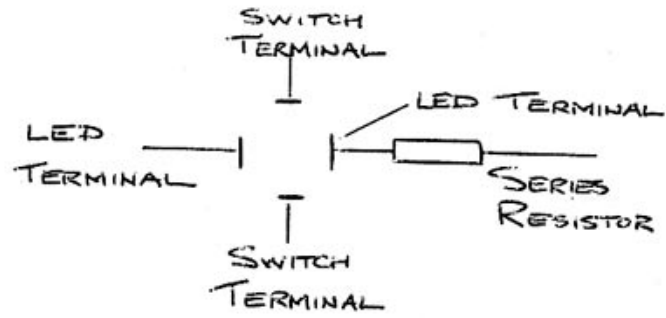 SWITCH
TERMINAL
LED TERMINAL
LED
TERMINAL
SERIES
RESISTOR
SWITCH
TERMINAL